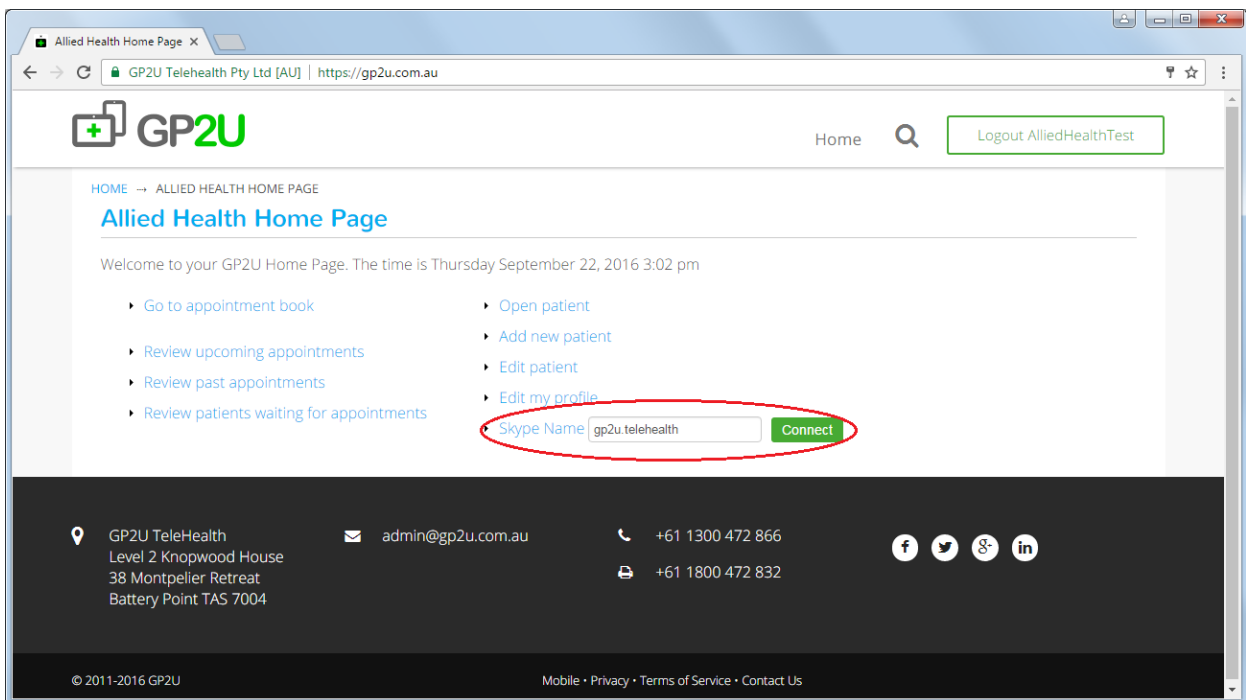 Allied Health Home Page
GP2U Telehealth Pty Ltd [AU] | https://gp2u.com.au
GP2U
Home
Logout AlliedHealthTest
HOME → ALLIED HEALTH HOME PAGE
Allied Health Home Page
Welcome to your GP2U Home Page. The time is Thursday September 22, 2016 3:02 pm
Go to appointment book
Review upcoming appointments
Review past appointments
Review patients waiting for appointments
Open patient
Add new patient
Edit patient
Edit my profile
Skype Name gp2u.telehealth Connect
GP2U TeleHealth
Level 2 Knopwood House
38 Montpelier Retreat
Battery Point TAS 7004
admin@gp2u.com.au
+61 1300 472 866
+61 1800 472 832
f
g+
in
© 2011-2016 GP2U
Mobile • Privacy • Terms of Service • Contact Us